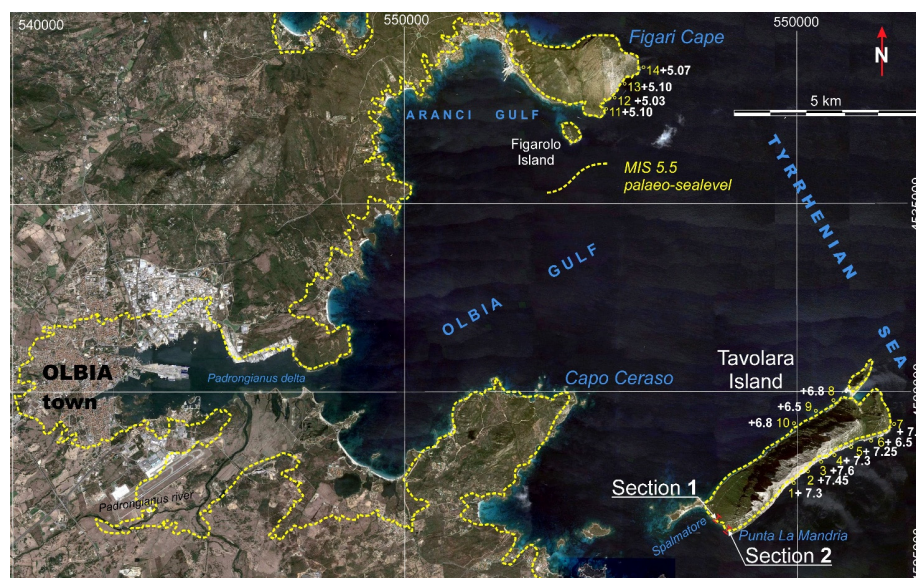 540000
550000
550000
Figari Cape
N
14+5.07
13+5.10
12 +5.03
11+5.10
5 km
ARANCI GULF
Figarolo
Island
MIS 5.5
palaeo-sealevel
TYRRHENIAN
SEA
OLBIA GULF
OLBIA
town
Padrongianus delta
Capo Ceraso
Tavolara
Island
+6.8 8
+6.5 9
+6.8 10
7
6 +6.5
5+ 7.25
4+ 7.3
3+7.6
2 +7.45
1+ 7.3
Padrongianus river
Section 1
Spalmatore
Punta La Mandria
Section 2